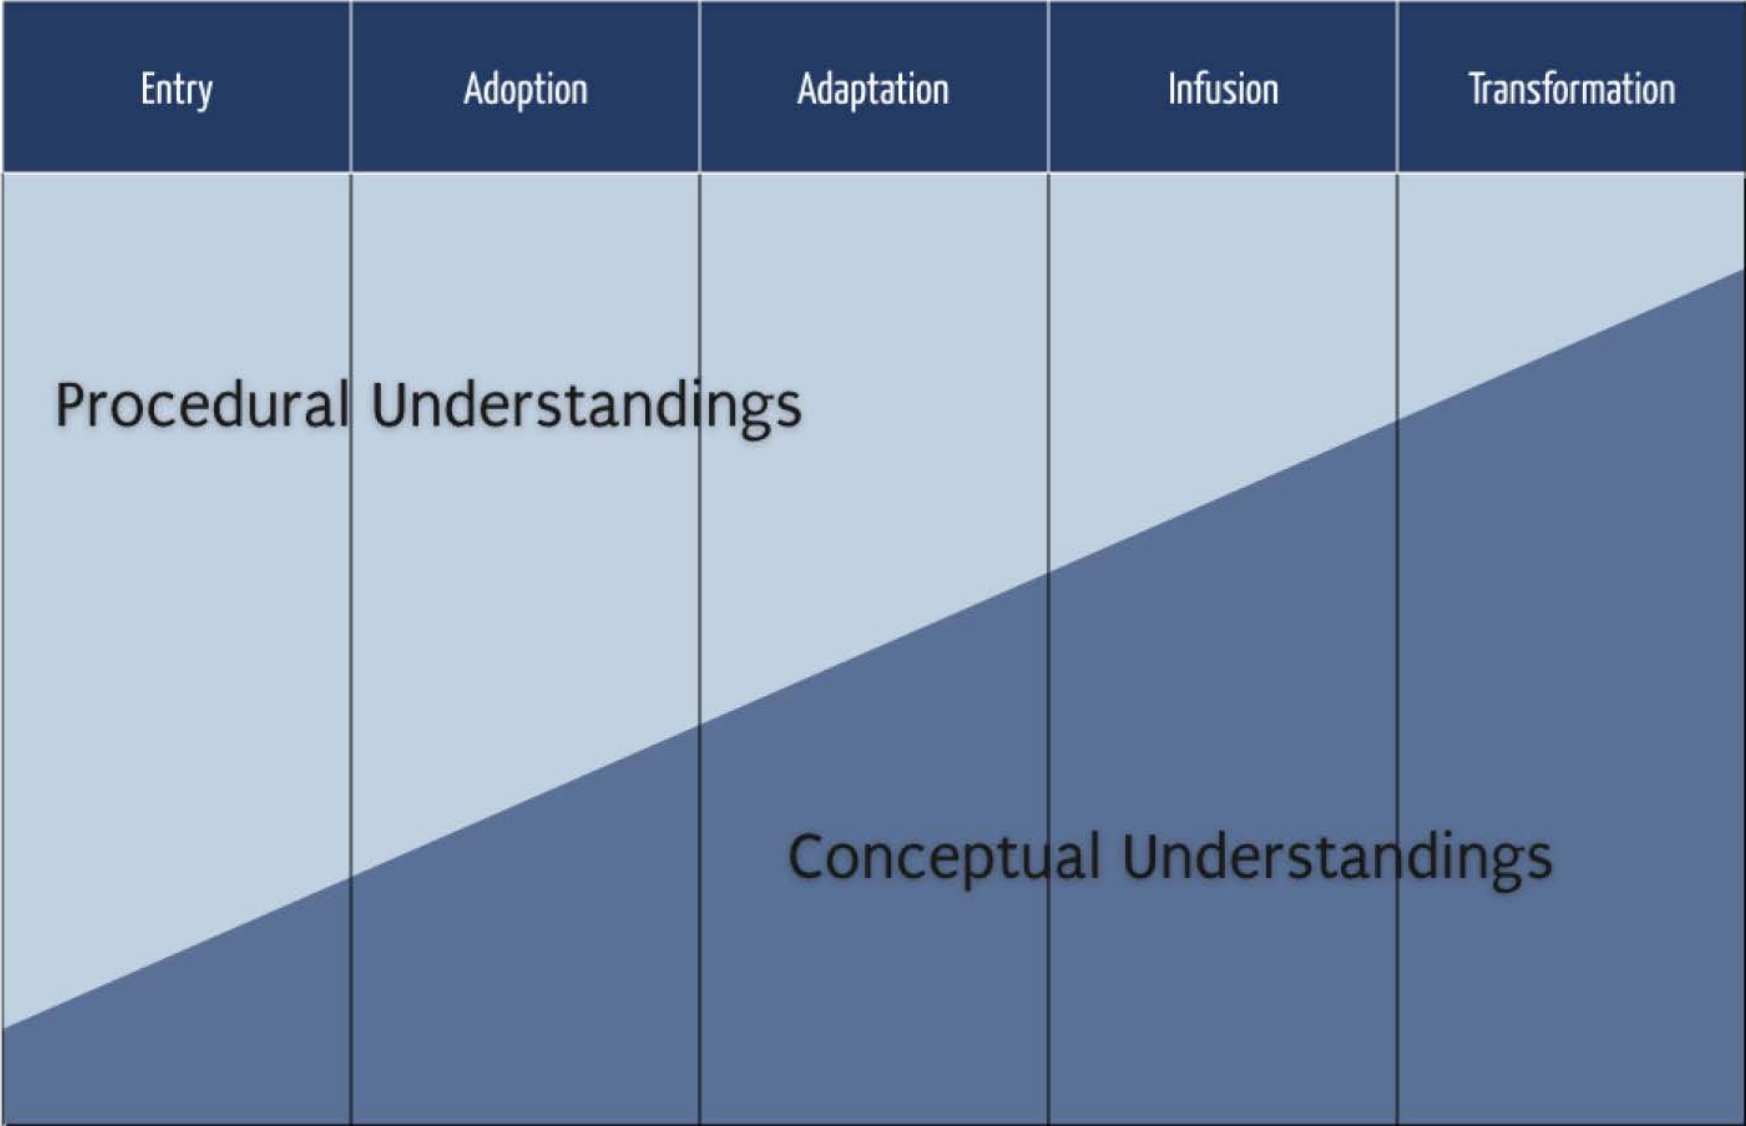 Entry Adoption Adaptation Infusion Transformation
Procedural Understandings
Conceptual Understandings